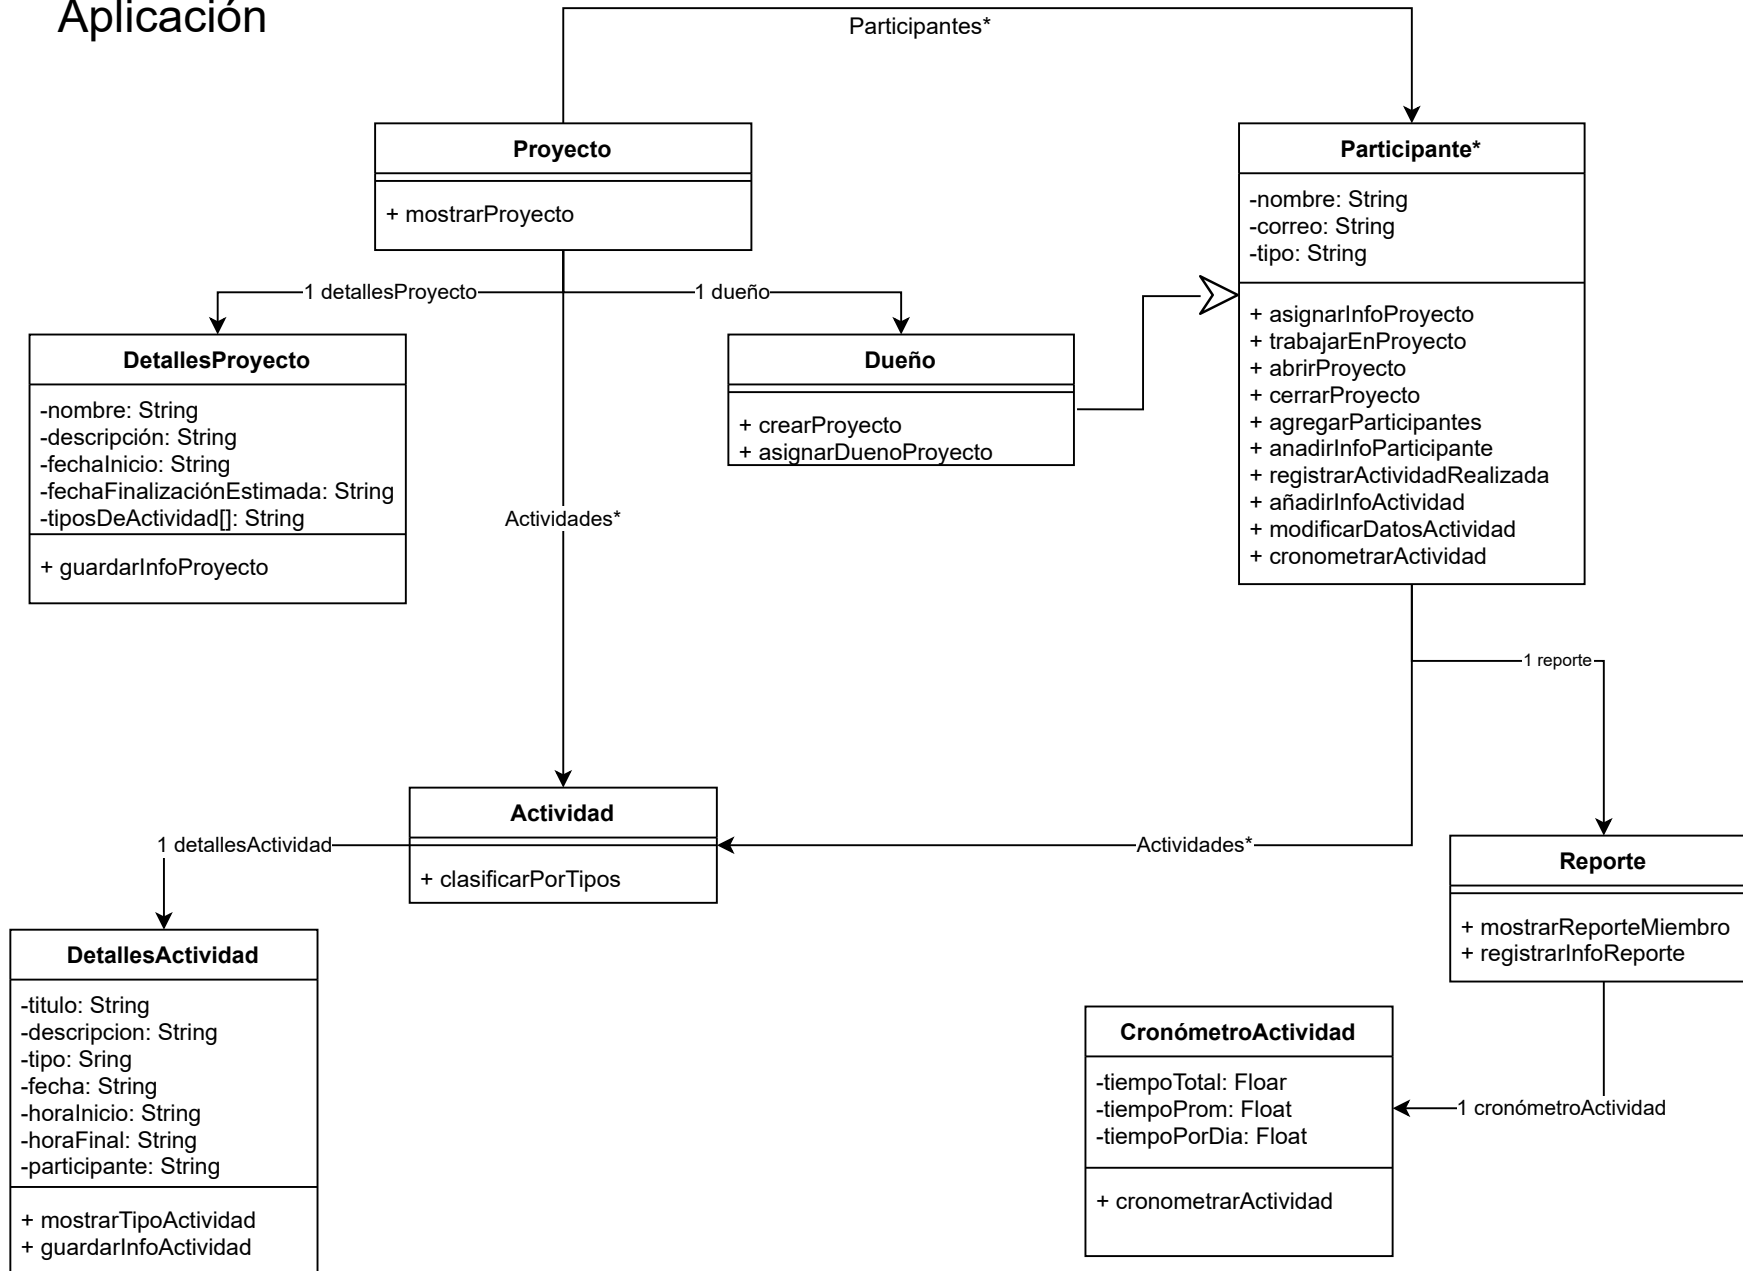 Aplicación
Participantes*
Proyecto
+ mostrarProyecto
Participante*
-nombre: String
-correo: String
-tipo: String
+ asignarInfoProyecto
+ trabajarEnProyecto
+ abrirProyecto
+ cerrarProyecto
+ agregarParticipantes
+ anadirInfoParticipante
+ registrarActividadRealizada
+ añadirInfoActividad
+ modificarDatosActividad
+ cronometrarActividad
1 detallesProyecto
1 dueño
DetallesProyecto
-nombre: String
-descripción: String
-fechaInicio: String
-fechaFinalizaciónEstimada: String
-tiposDeActividad[]: String
+ guardarInfoProyecto
Dueño
+ crearProyecto
+ asignarDuenoProyecto
Actividades*
1 reporte
Actividad
+ clasificarPorTipos
1 detallesActividad
Actividades*
Reporte
+ mostrarReporteMiembro
+ registrarInfoReporte
DetallesActividad
-titulo: String
-descripcion: String
-tipo: Sring
-fecha: String
-horaInicio: String
-horaFinal: String
-participante: String
+ mostrarTipoActividad
+ guardarInfoActividad
CronómetroActividad
-tiempoTotal: Floar
-tiempoProm: Float
-tiempoPorDia: Float
+ cronometrarActividad
1 cronómetroActividad